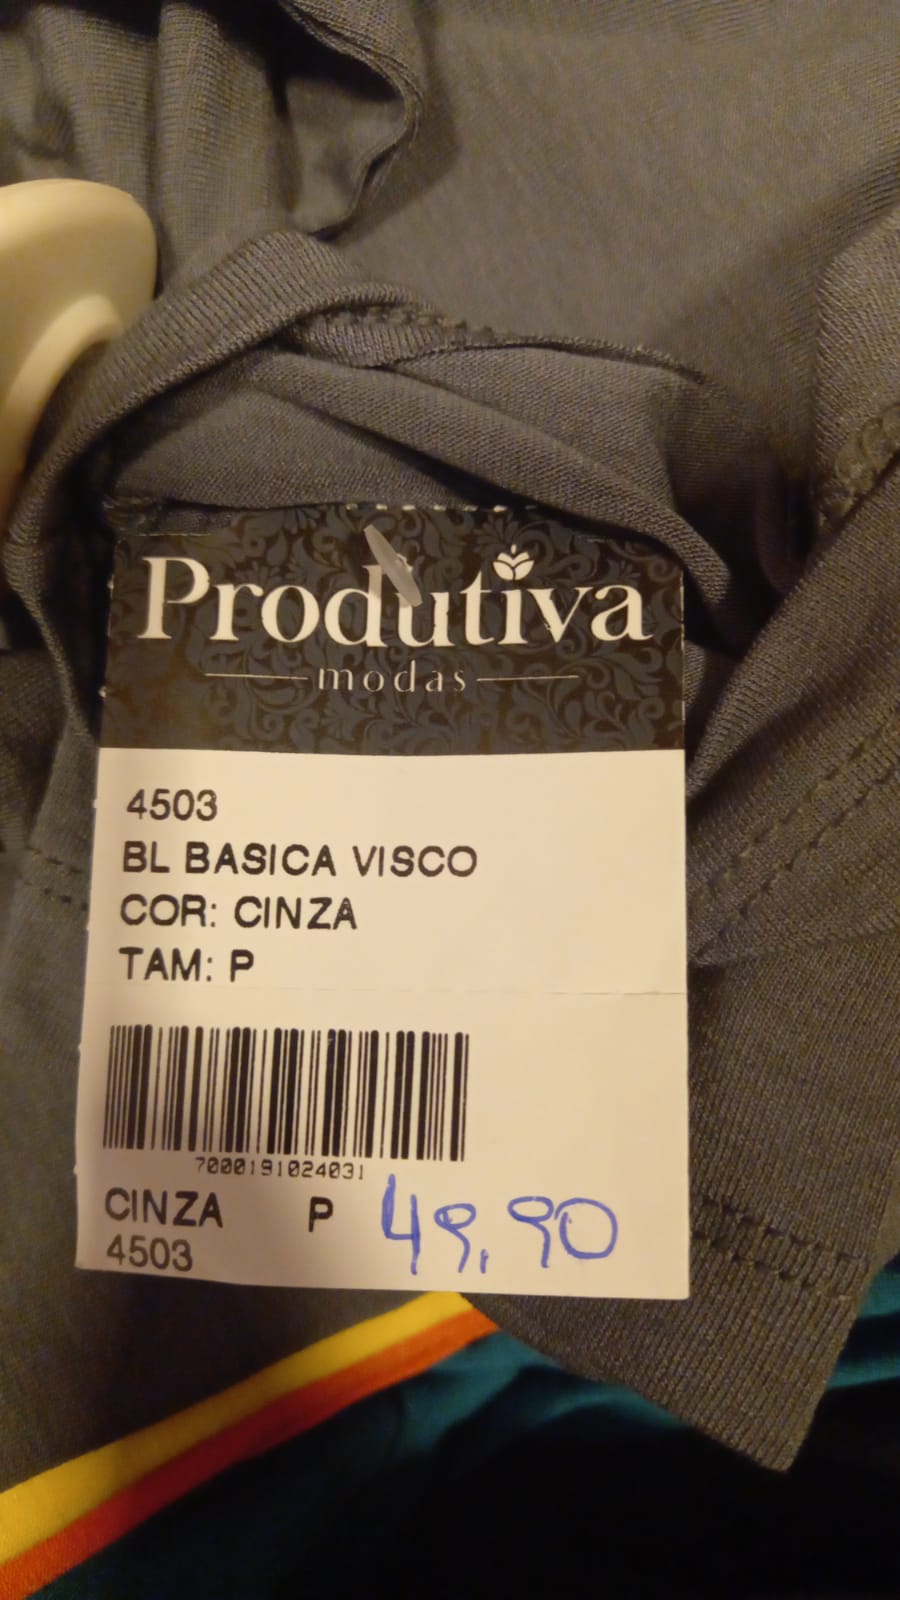 Produtiva
modas
4503
BL BASICA VISCO
COR: CINZA
TAM: P
7000191024031
CINZA P 49,90
4503